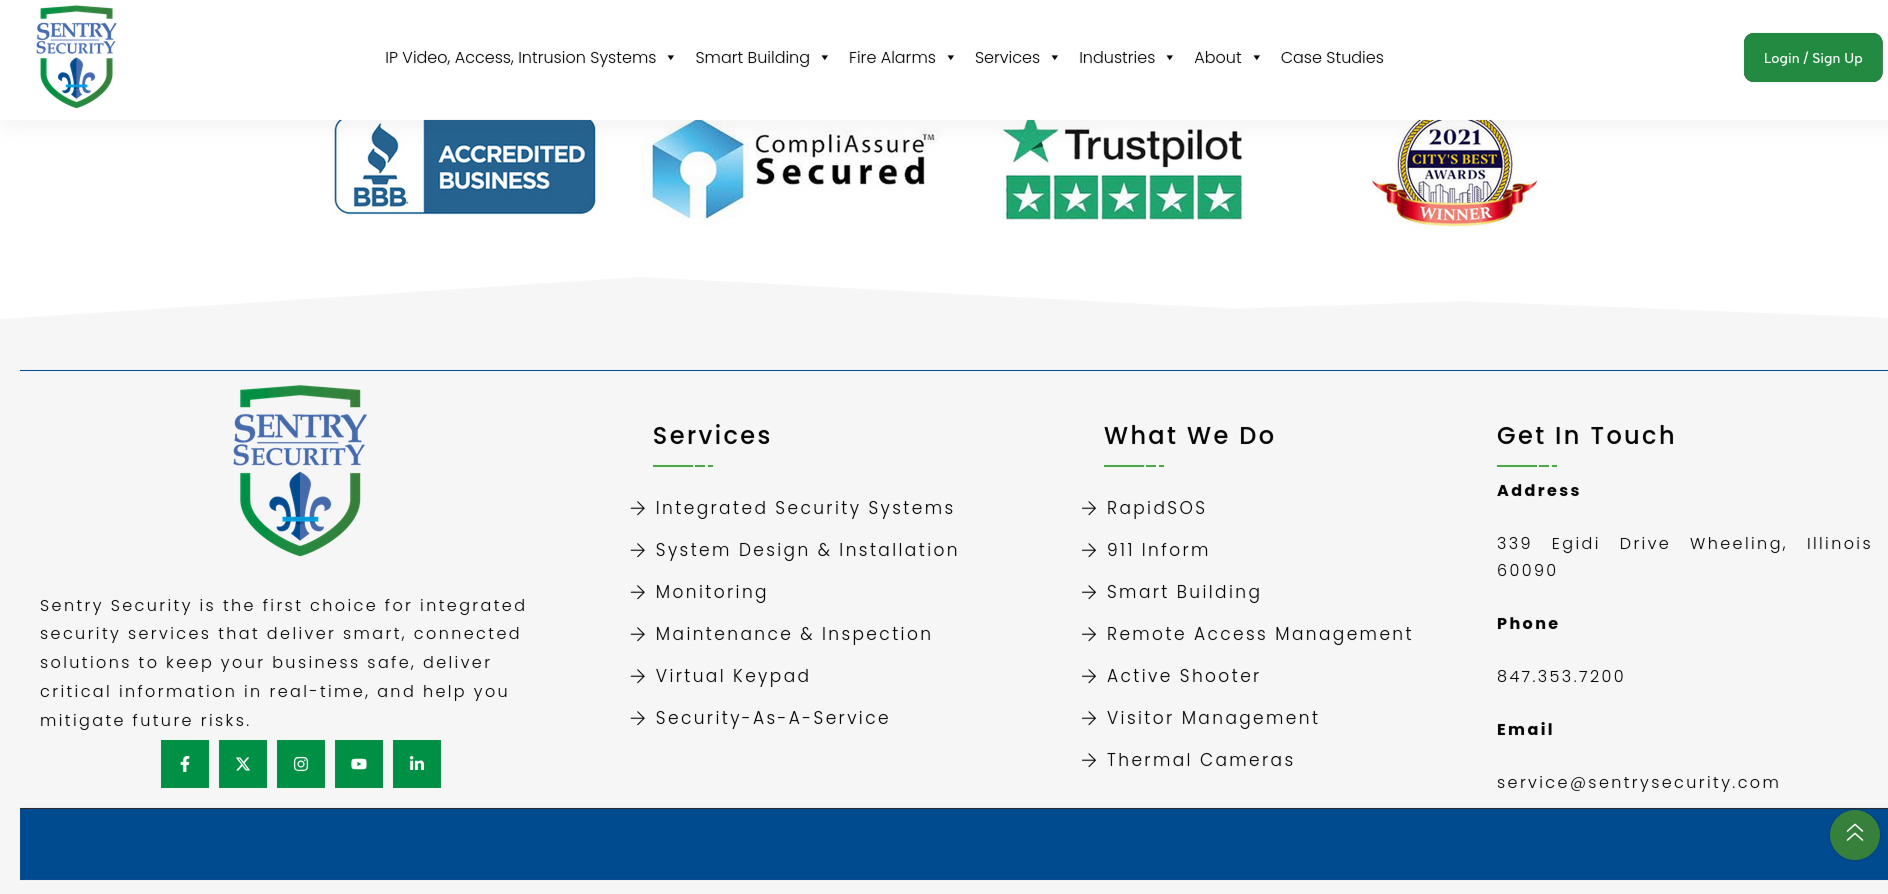 SENTRY
SECURITY
IP Video, Access, Intrusion Systems
Smart Building
Fire Alarms
Services
Industries
About
Case Studies
Login / Sign Up
BBB
ACCREDITED
BUSINESS
CompliAssure™
Secured
Trustpilot
2021
CITY'S BEST
AWARDS
WINNER
SENTRY
SECURITY
Sentry Security is the first choice for integrated
security services that deliver smart, connected
solutions to keep your business safe, deliver
critical information in real-time, and help you
mitigate future risks.
Services
Integrated Security Systems
System Design & Installation
Monitoring
Maintenance & Inspection
Virtual Keypad
Security-As-A-Service
What We Do
RapidSOS
911 Inform
Smart Building
Remote Access Management
Active Shooter
Visitor Management
Thermal Cameras
Get In Touch
Address
339 Egidi Drive Wheeling, Illinois
60090
Phone
847.353.7200
Email
service@sentrysecurity.com